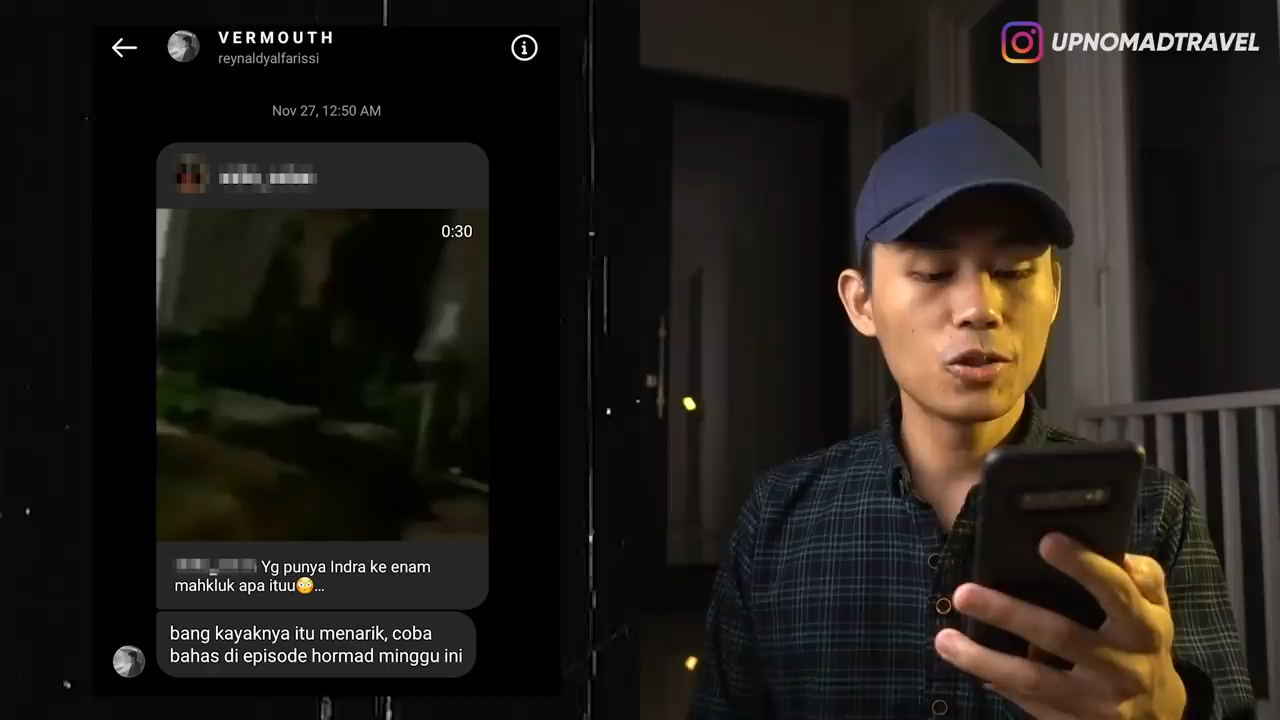 VERMOUTH
reynaldyalfarissi
Nov 27, 12:50 AM
0:30
Yg punya Indra ke enam
mahkluk apa ituu😳...
bang kayaknya itu menarik, coba
bahas di episode hormad minggu ini
UPNOMADTRAVEL